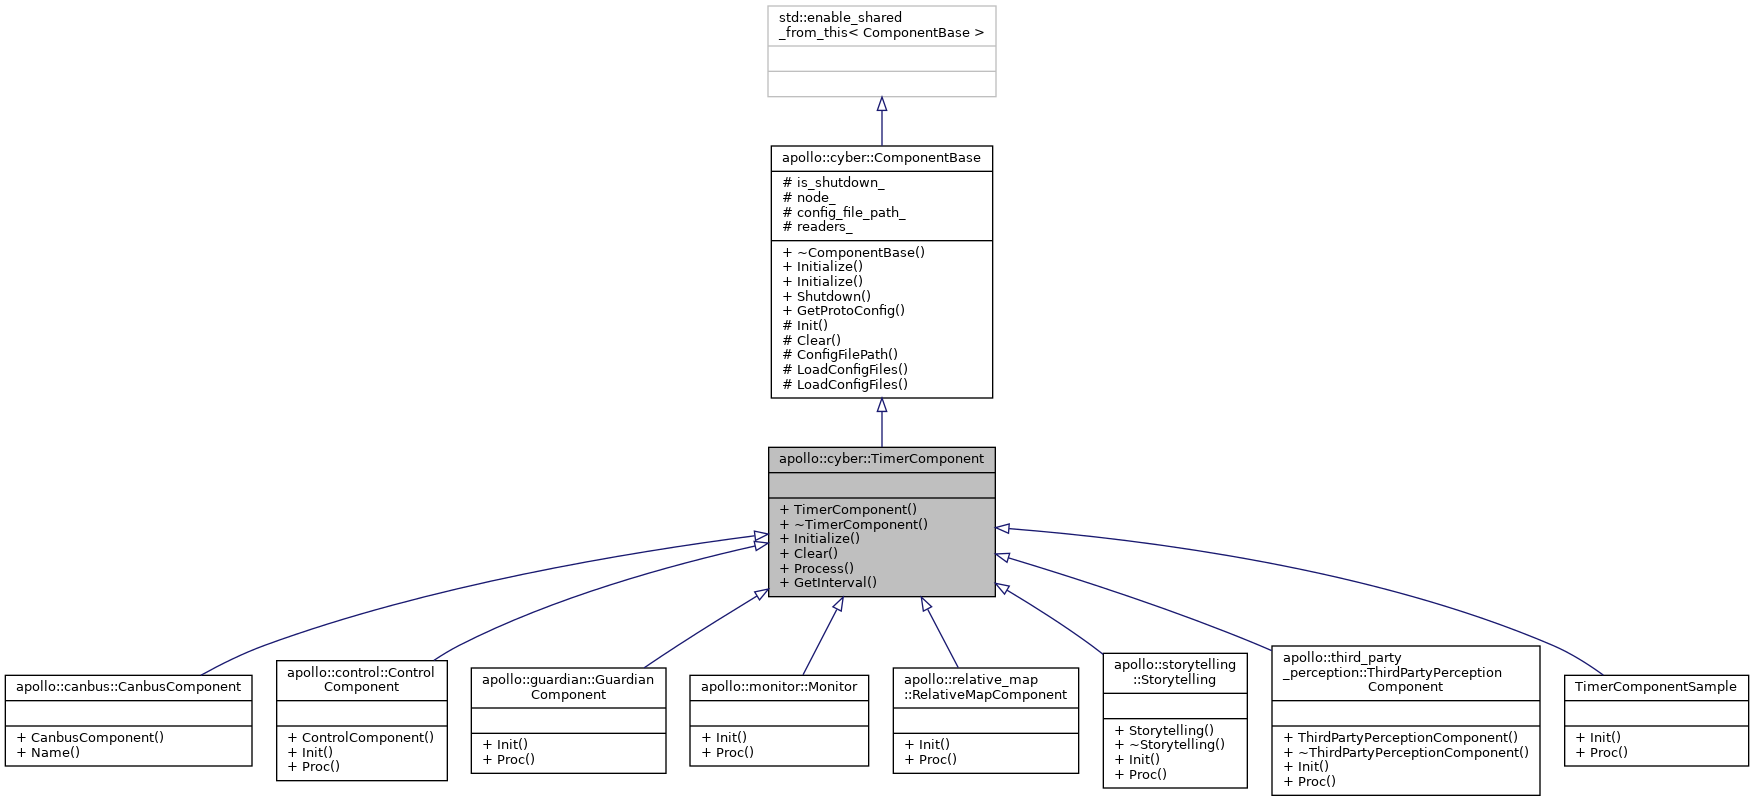 std::enable_shared
_from_this< ComponentBase >
apollo::cyber::ComponentBase
# is_shutdown_
# node_
# config_file_path_
# readers_
+ ~ComponentBase()
+ Initialize()
+ Initialize()
+ Shutdown()
+ GetProtoConfig()
# Init()
# Clear()
# ConfigFilePath()
# LoadConfigFiles()
# LoadConfigFiles()
apollo::cyber::TimerComponent
+ TimerComponent()
+ ~TimerComponent()
+ Initialize()
+ Clear()
+ Process()
+ GetInterval()
apollo::canbus::CanbusComponent
+ CanbusComponent()
+ Name()
apollo::control::Control
Component
+ ControlComponent()
+ Init()
+ Proc()
apollo::guardian::Guardian
Component
+ Init()
+ Proc()
apollo::monitor::Monitor
+ Init()
+ Proc()
apollo::relative_map
::RelativeMapComponent
+ Init()
+ Proc()
apollo::storytelling
::Storytelling
+ Storytelling()
+ ~Storytelling()
+ Init()
+ Proc()
apollo::third_party
_perception::ThirdPartyPerception
Component
+ ThirdPartyPerceptionComponent()
+ ~ThirdPartyPerceptionComponent()
+ Init()
+ Proc()
TimerComponentSample
+ Init()
+ Proc()